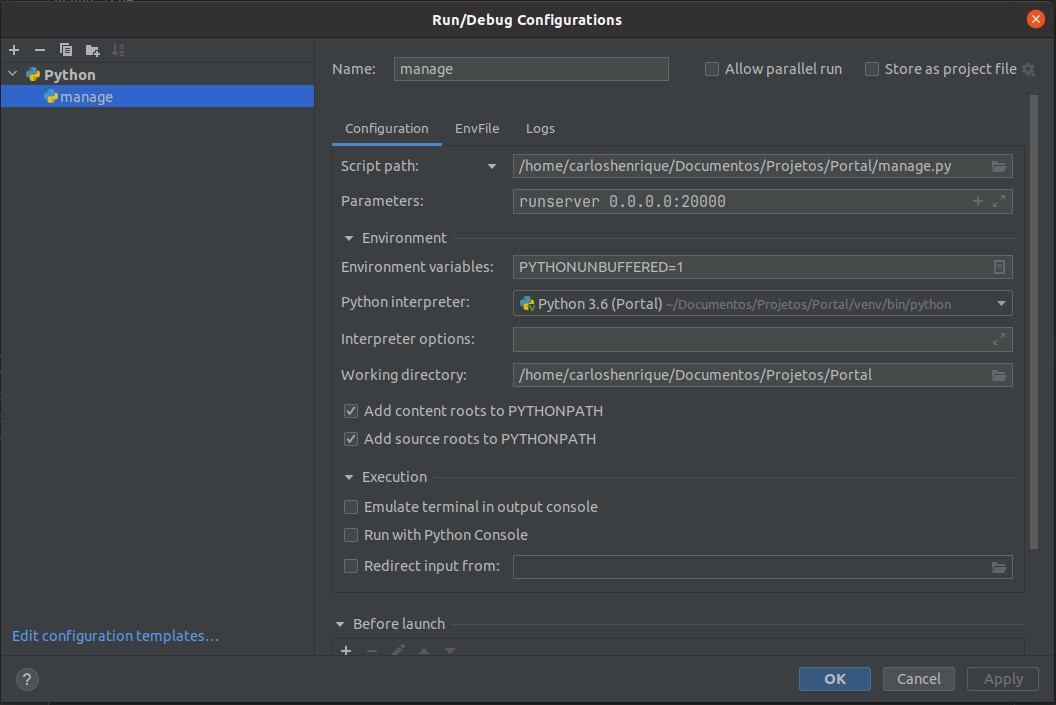 Run/Debug Configurations
Python
manage
Name: manage Allow parallel run Store as project file
Configuration EnvFile Logs
Script path: /home/carloshenrique/Documentos/Projetos/Portal/manage.py
Parameters: runserver 0.0.0.0:20000
Environment
Environment variables: PYTHONUNBUFFERED=1
Python interpreter: Python 3.6 (Portal) ~/Documentos/Projetos/Portal/venv/bin/python
Interpreter options:
Working directory: /home/carloshenrique/Documentos/Projetos/Portal
Add content roots to PYTHONPATH
Add source roots to PYTHONPATH
Execution
Emulate terminal in output console
Run with Python Console
Redirect input from:
Before launch
Edit configuration templates...
? OK Cancel Apply